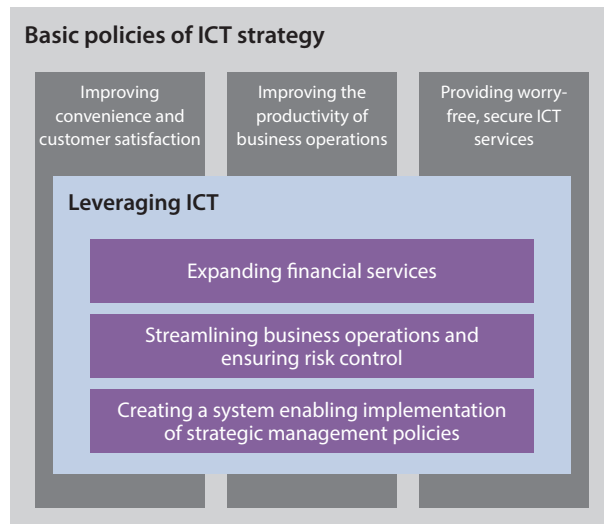 Basic policies of ICT strategy
Improving
convenience and
customer satisfaction
Improving the
productivity of
business operations
Providing worry-
free, secure ICT
services
Leveraging ICT
Expanding financial services
Streamlining business operations and
ensuring risk control
Creating a system enabling implementation
of strategic management policies